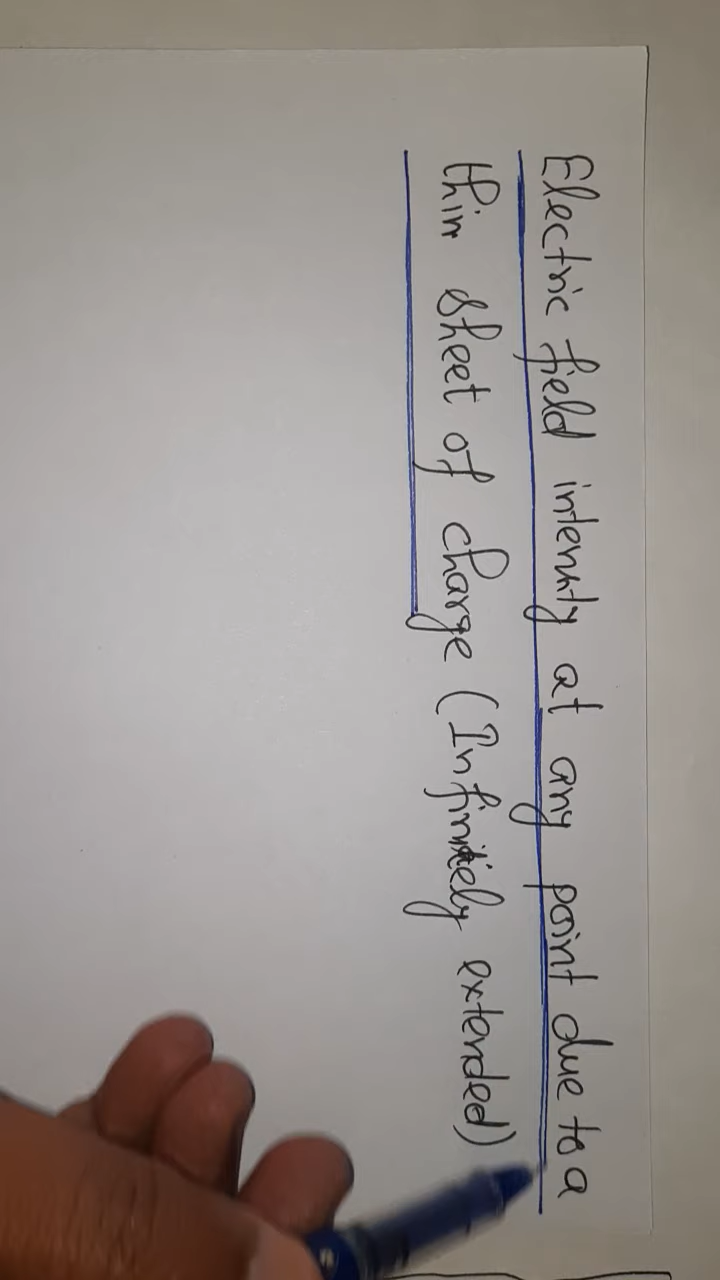 Electric field intensity at any point due to a
thin sheet of charge (Infinitely extended)